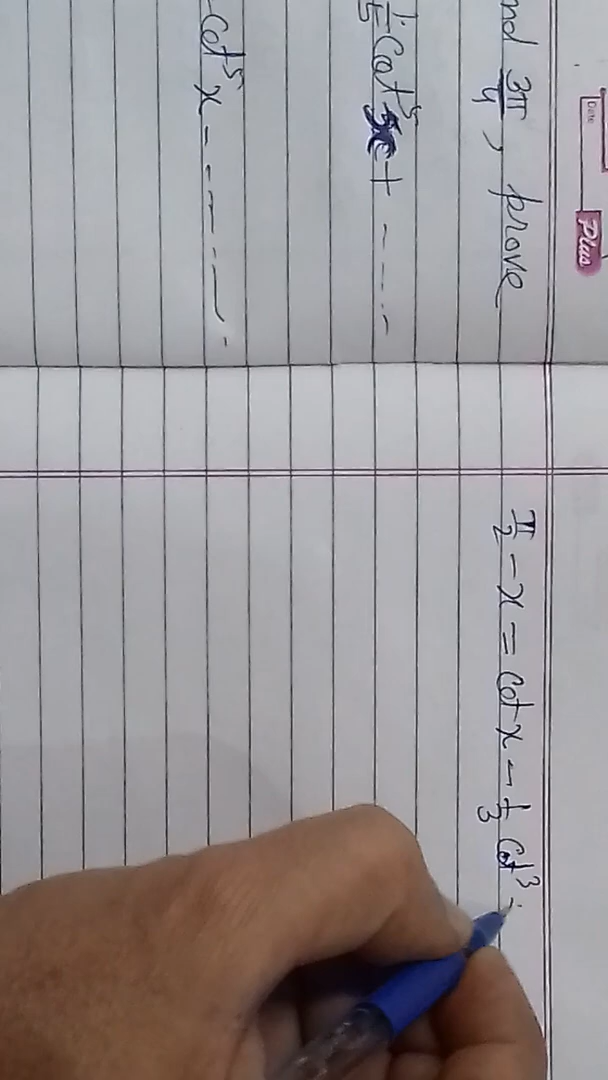 Date
Plus
nd 3π/4, prove
1/5 Cot⁵ x + ----
Cot⁵ x - -----
π/2 - x = Cot x - 1/3 Cot³